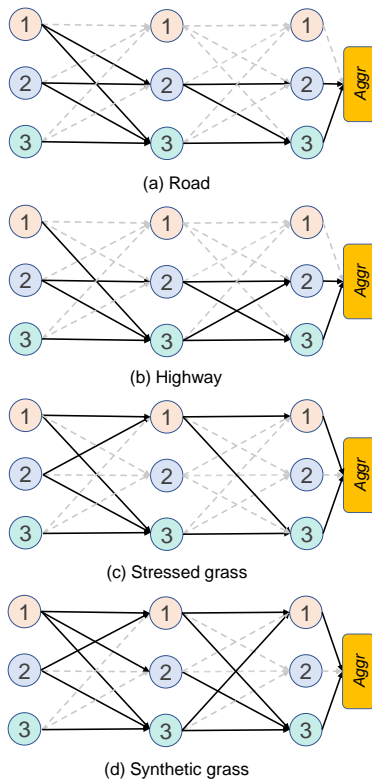 1 1 1
2 2 2 Aggr
3 3 3
(a) Road
1 1 1
2 2 2 Aggr
3 3 3
(b) Highway
1 1 1
2 2 2 Aggr
3 3 3
(c) Stressed grass
1 1 1
2 2 2 Aggr
3 3 3
(d) Synthetic grass